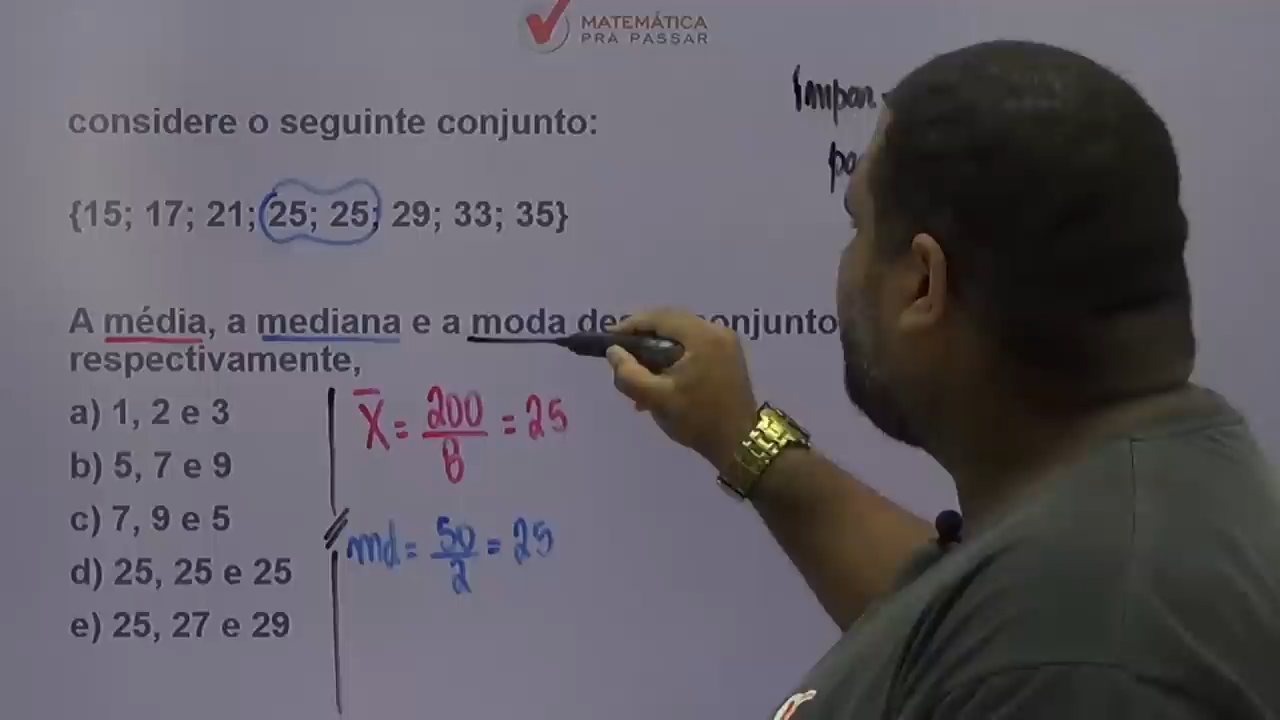 MATEMÁTICA
PRA PASSAR
considere o seguinte conjunto:
Impar
{15; 17; 21; 25; 25; 29; 33; 35}
A média, a mediana e a moda conjunto
respectivamente,
a) 1, 2 e 3
b) 5, 7 e 9
c) 7, 9 e 5
d) 25, 25 e 25
e) 25, 27 e 29
X̅ = 200/8 = 25
md = 50/2 = 25